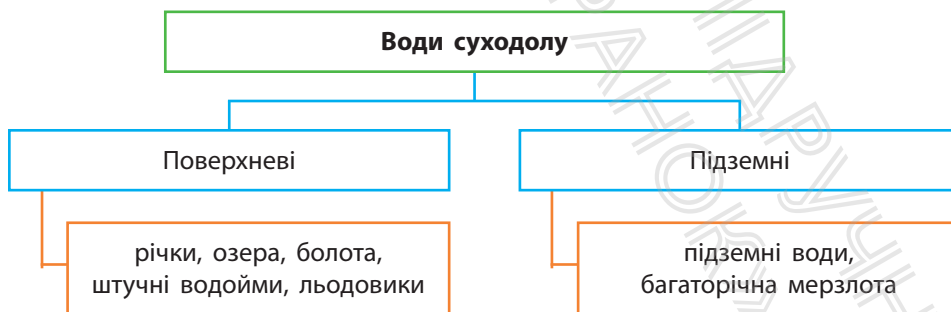 Води суходолу
Поверхневі
Підземні
річки, озера, болота,
штучні водойми, льодовики
підземні води,
багаторічна мерзлота